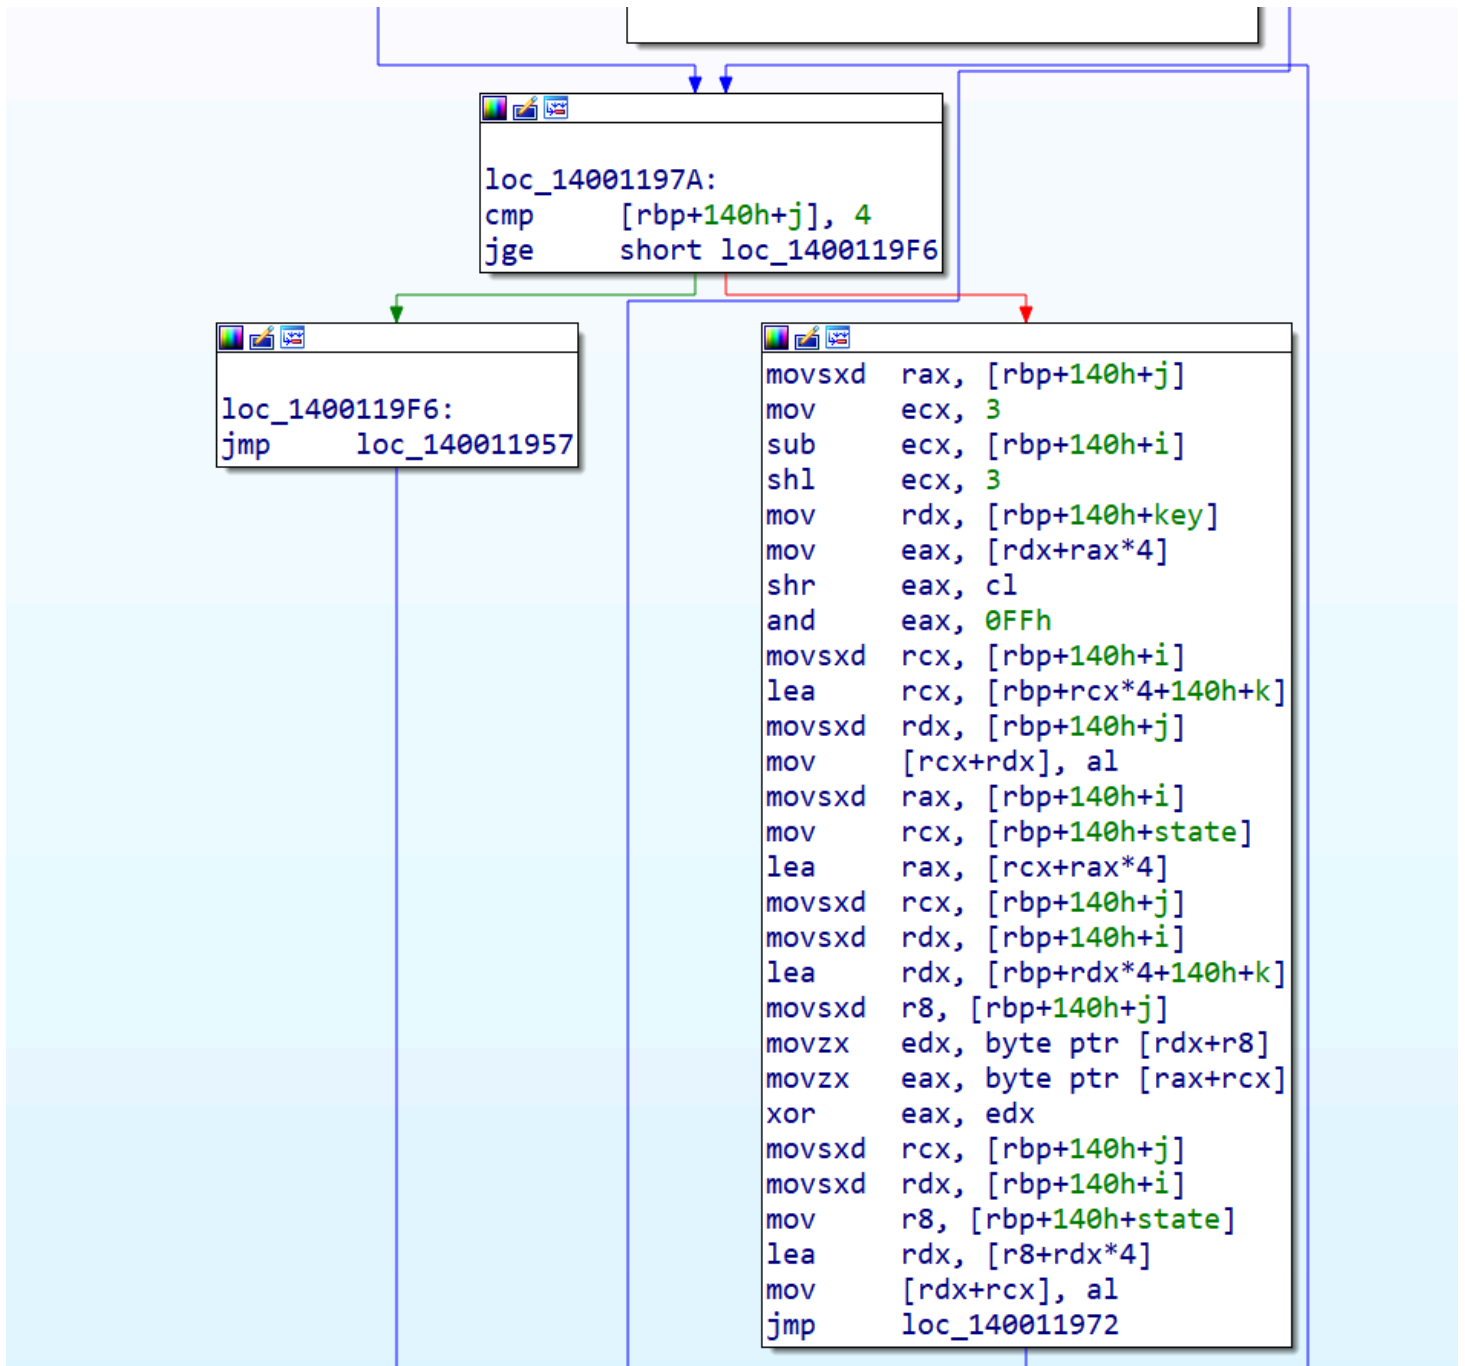 loc_14001197A:
cmp     [rbp+140h+j], 4
jge     short loc_1400119F6
loc_1400119F6:
jmp     loc_140011957
movsxd  rax, [rbp+140h+j]
mov     ecx, 3
sub     ecx, [rbp+140h+i]
shl     ecx, 3
mov     rdx, [rbp+140h+key]
mov     eax, [rdx+rax*4]
shr     eax, cl
and     eax, 0FFh
movsxd  rcx, [rbp+140h+i]
lea     rcx, [rbp+rcx*4+140h+k]
movsxd  rdx, [rbp+140h+j]
mov     [rcx+rdx], al
movsxd  rax, [rbp+140h+i]
mov     rcx, [rbp+140h+state]
lea     rax, [rcx+rax*4]
movsxd  rcx, [rbp+140h+j]
movsxd  rdx, [rbp+140h+i]
lea     rdx, [rbp+rdx*4+140h+k]
movsxd  r8, [rbp+140h+j]
movzx   edx, byte ptr [rdx+r8]
movzx   eax, byte ptr [rax+rcx]
xor     eax, edx
movsxd  rcx, [rbp+140h+j]
movsxd  rdx, [rbp+140h+i]
mov     r8, [rbp+140h+state]
lea     rdx, [r8+rdx*4]
mov     [rdx+rcx], al
jmp     loc_140011972